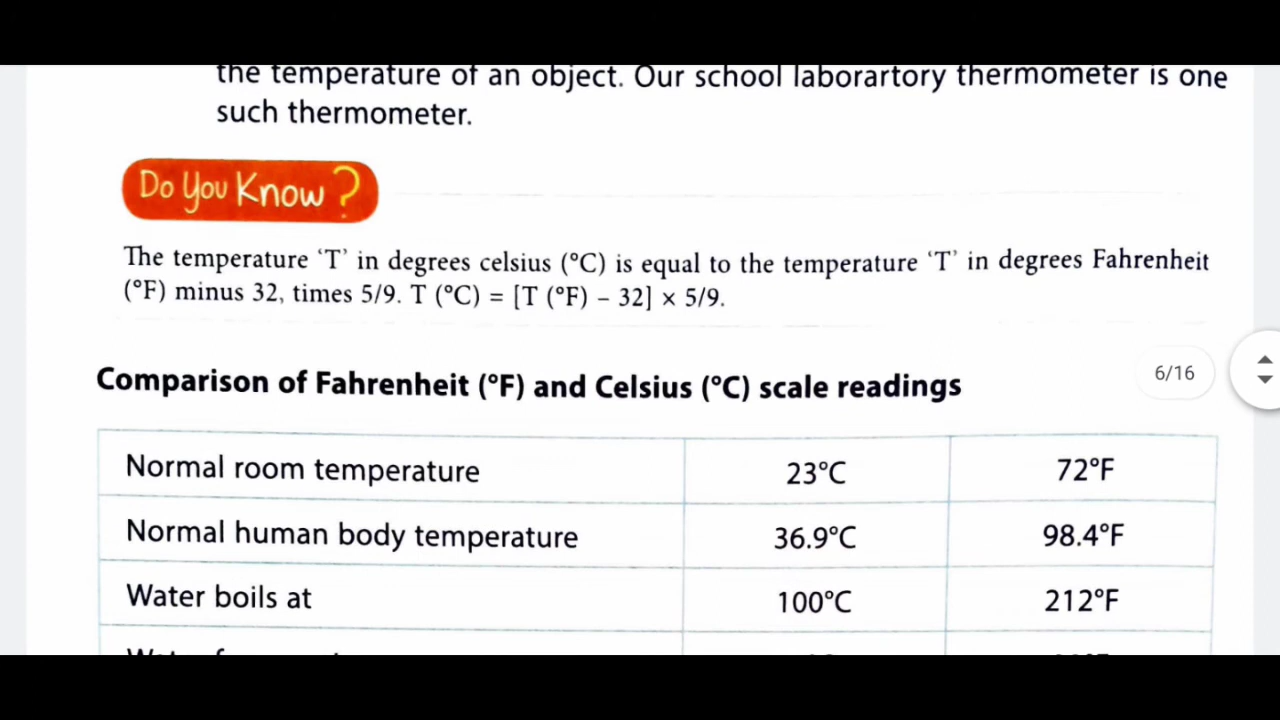 the temperature of an object. Our school laborartory thermometer is one
such thermometer.
Do You Know ?
The temperature ‘T’ in degrees celsius (°C) is equal to the temperature ‘T’ in degrees Fahrenheit
(°F) minus 32, times 5/9. T (°C) = [T (°F) – 32] × 5/9.
Comparison of Fahrenheit (°F) and Celsius (°C) scale readings
6/16
Normal room temperature 23°C 72°F
Normal human body temperature 36.9°C 98.4°F
Water boils at 100°C 212°F